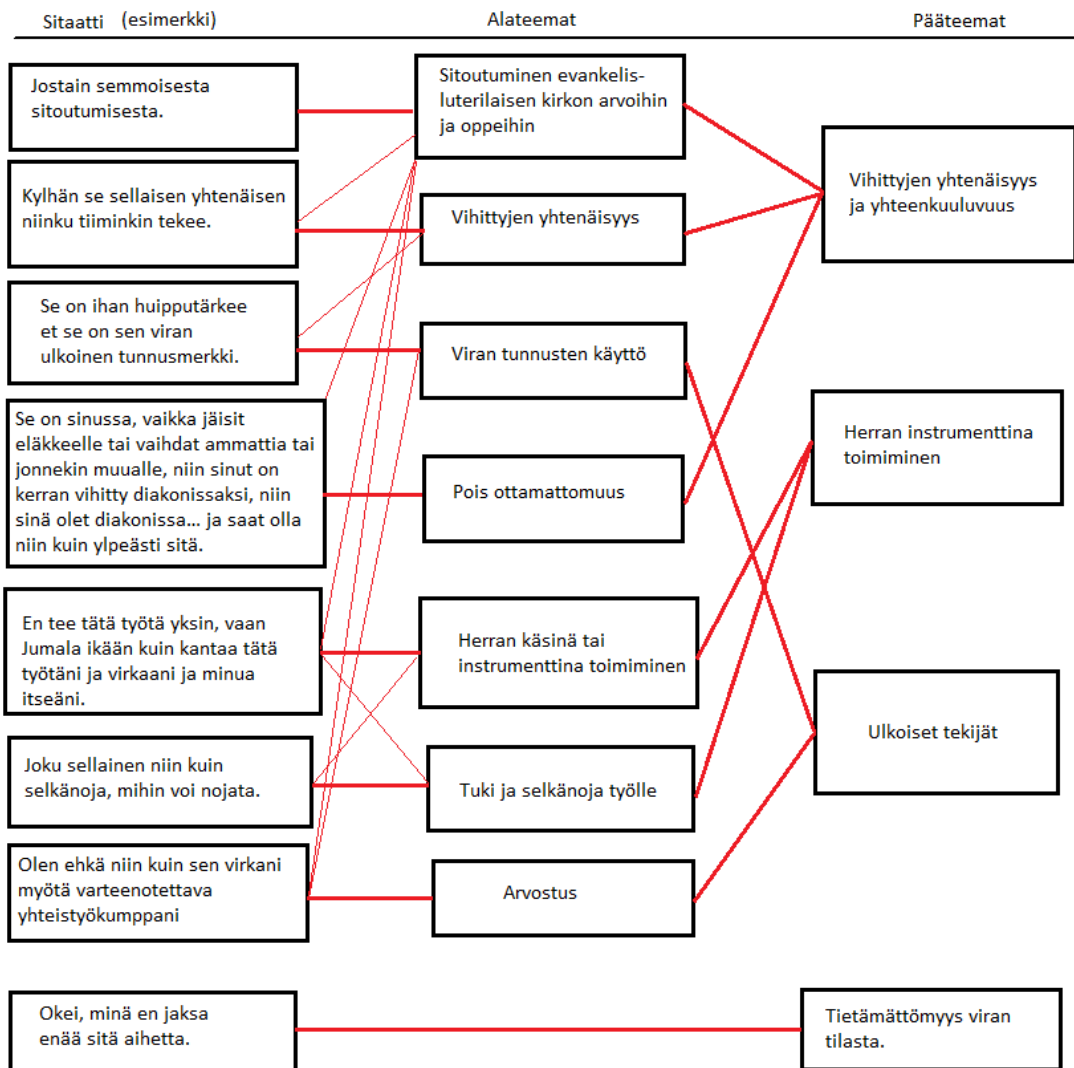 Sitaatti (esimerkki)
Alateemat
Pääteemat
Jostain semmoisesta
sitoutumisesta.
Kylhän se sellaisen yhtenäisen
niinku tiiminkin tekee.
Se on ihan huipputärkee
et se on sen viran
ulkoinen tunnusmerkki.
Se on sinussa, vaikka jäisit
eläkkeelle tai vaihdat ammattia tai
jonnekin muualle, niin sinut on
kerran vihitty diakonissaksi, niin
sinä olet diakonissa... ja saat olla
niin kuin ylpeästi sitä.
En tee tätä työtä yksin, vaan
Jumala ikään kuin kantaa tätä
työtäni ja virkaani ja minua
itseäni.
Joku sellainen niin kuin
selkänoja, mihin voi nojata.
Olen ehkä niin kuin sen virkani
myötä varteenotettava
yhteistyökumppani
Okei, minä en jaksa
enää sitä aihetta.
Sitoutuminen evankelis-
luterilaisen kirkon arvoihin
ja oppeihin
Vihittyjen yhtenäisyys
Viran tunnusten käyttö
Pois ottamattomuus
Herran käsinä tai
instrumenttina toimiminen
Tuki ja selkänoja työlle
Arvostus
Vihittyjen yhtenäisyys
ja yhteenkuuluvuus
Herran instrumenttina
toimiminen
Ulkoiset tekijät
Tietämättömyys viran
tilasta.